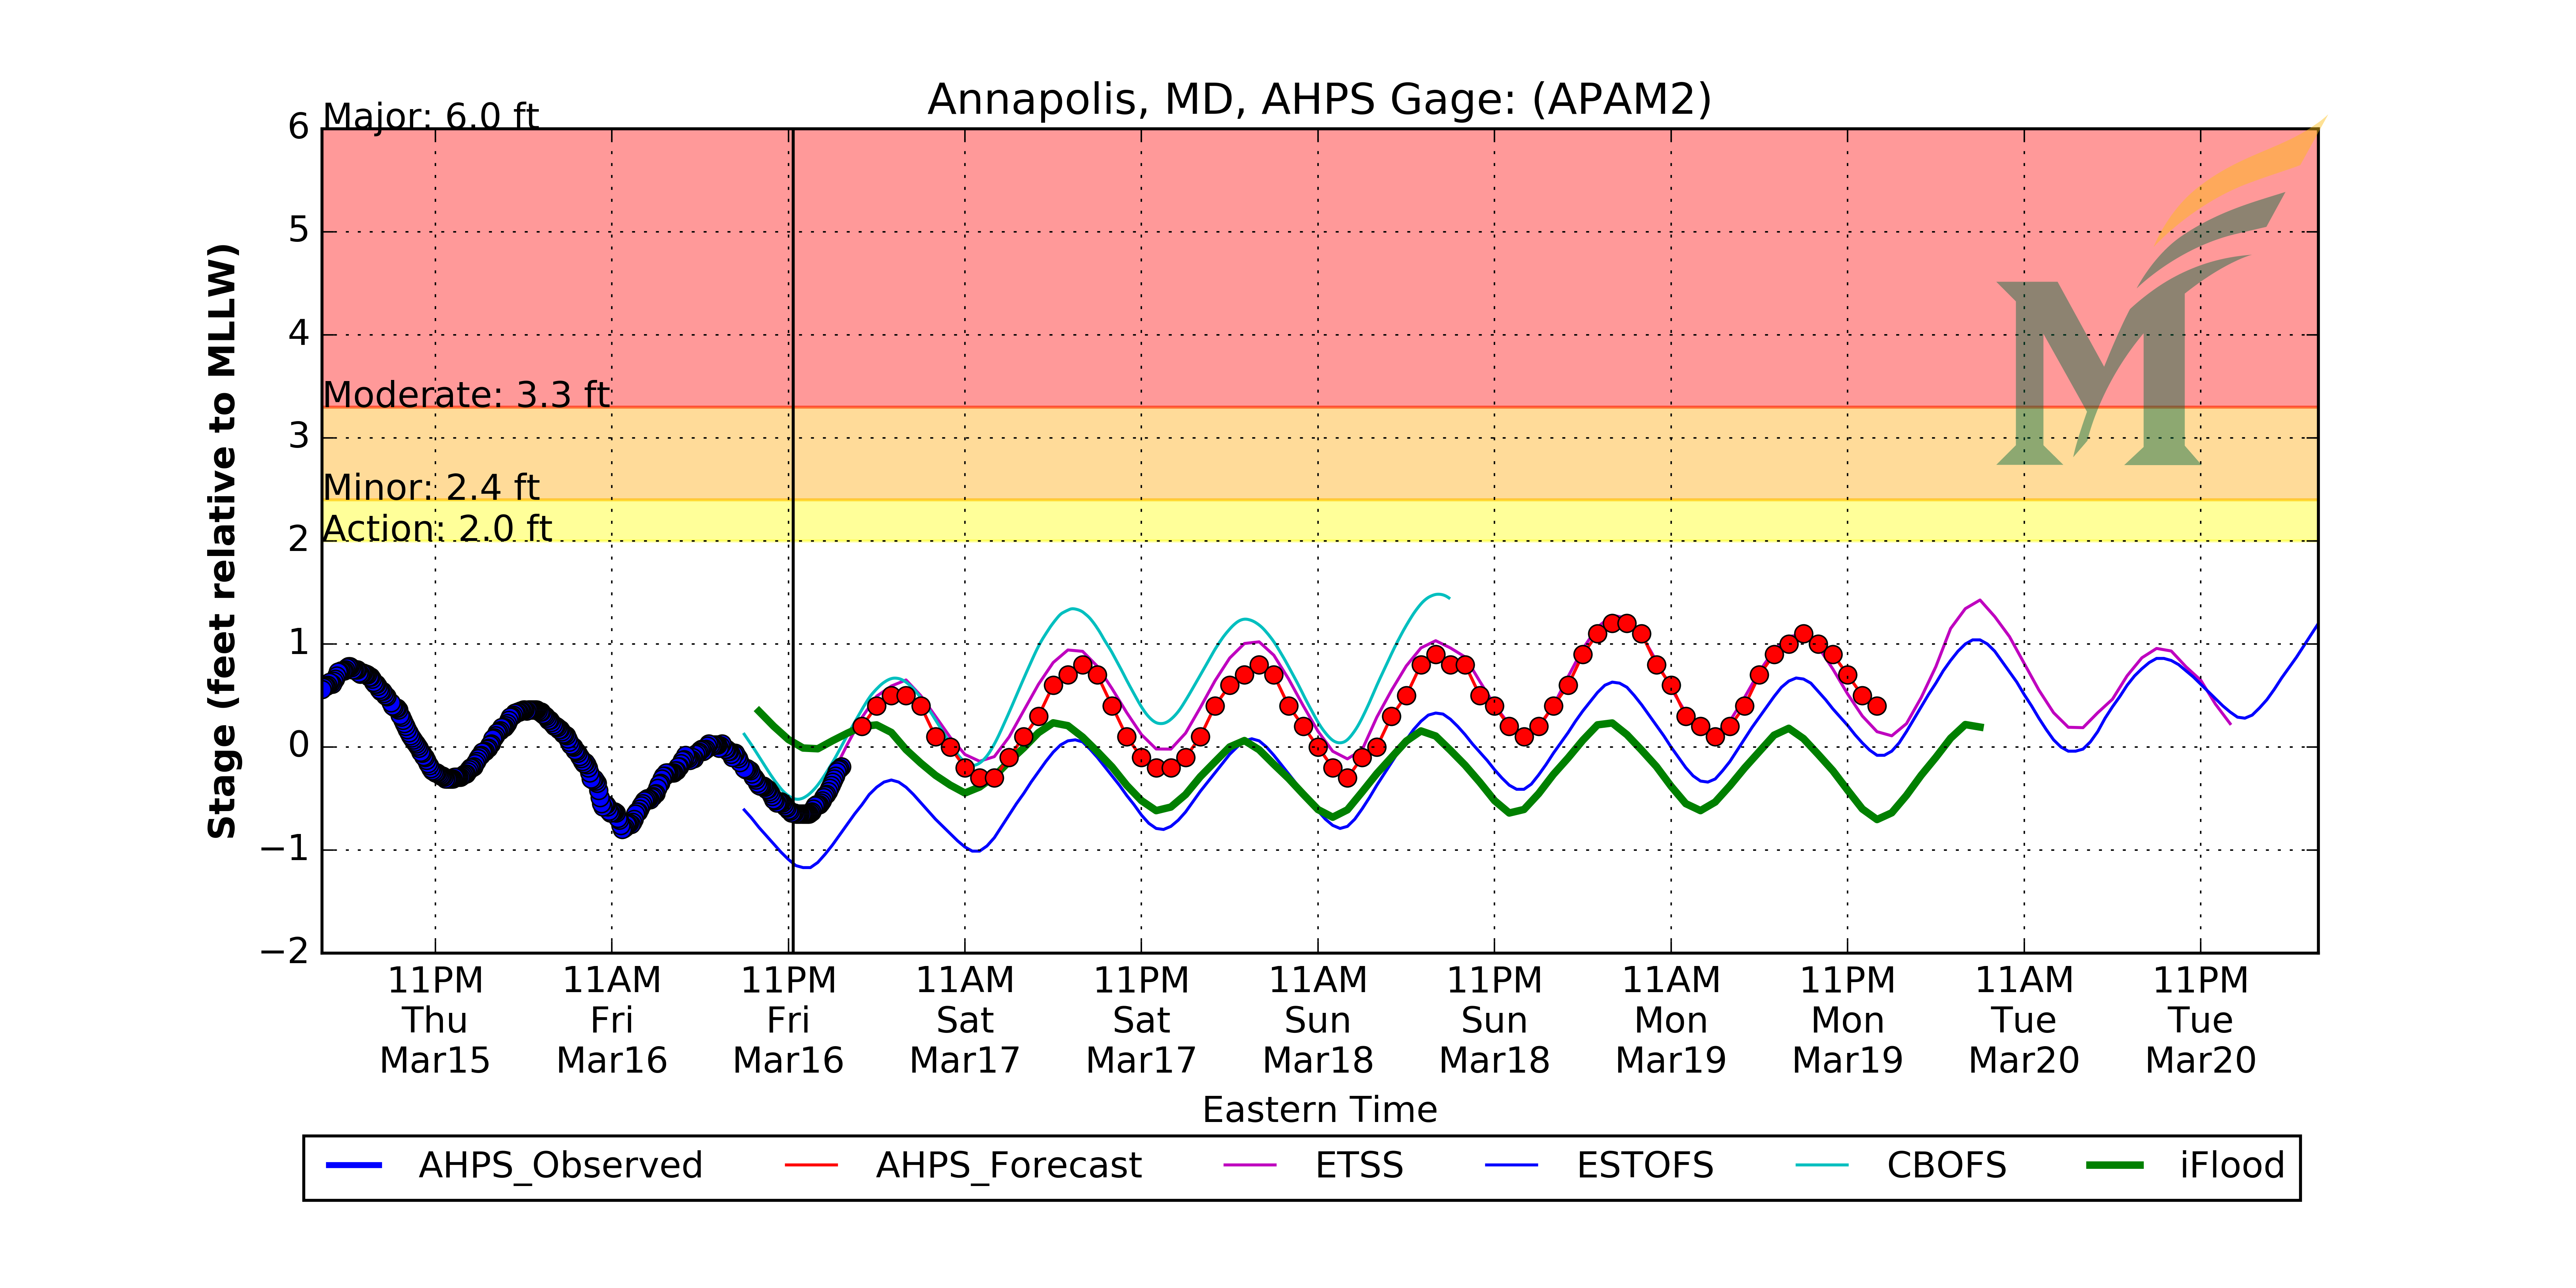 Annapolis, MD, AHPS Gage: (APAM2)
Major: 6.0 ft
Moderate: 3.3 ft
Minor: 2.4 ft
Action: 2.0 ft
Stage (feet relative to MLLW)
6
5
4
3
2
1
0
−1
−2
11PM Thu Mar15
11AM Fri Mar16
11PM Fri Mar16
11AM Sat Mar17
11PM Sat Mar17
11AM Sun Mar18
11PM Sun Mar18
11AM Mon Mar19
11PM Mon Mar19
11AM Tue Mar20
11PM Tue Mar20
Eastern Time
AHPS_Observed AHPS_Forecast ETSS ESTOFS CBOFS iFlood
M